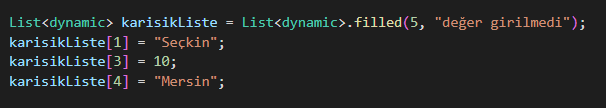 List<dynamic> karisikListe = List<dynamic>.filled(5, "değer girilmedi");
karisikListe[1] = "Seçkin";
karisikListe[3] = 10;
karisikListe[4] = "Mersin";